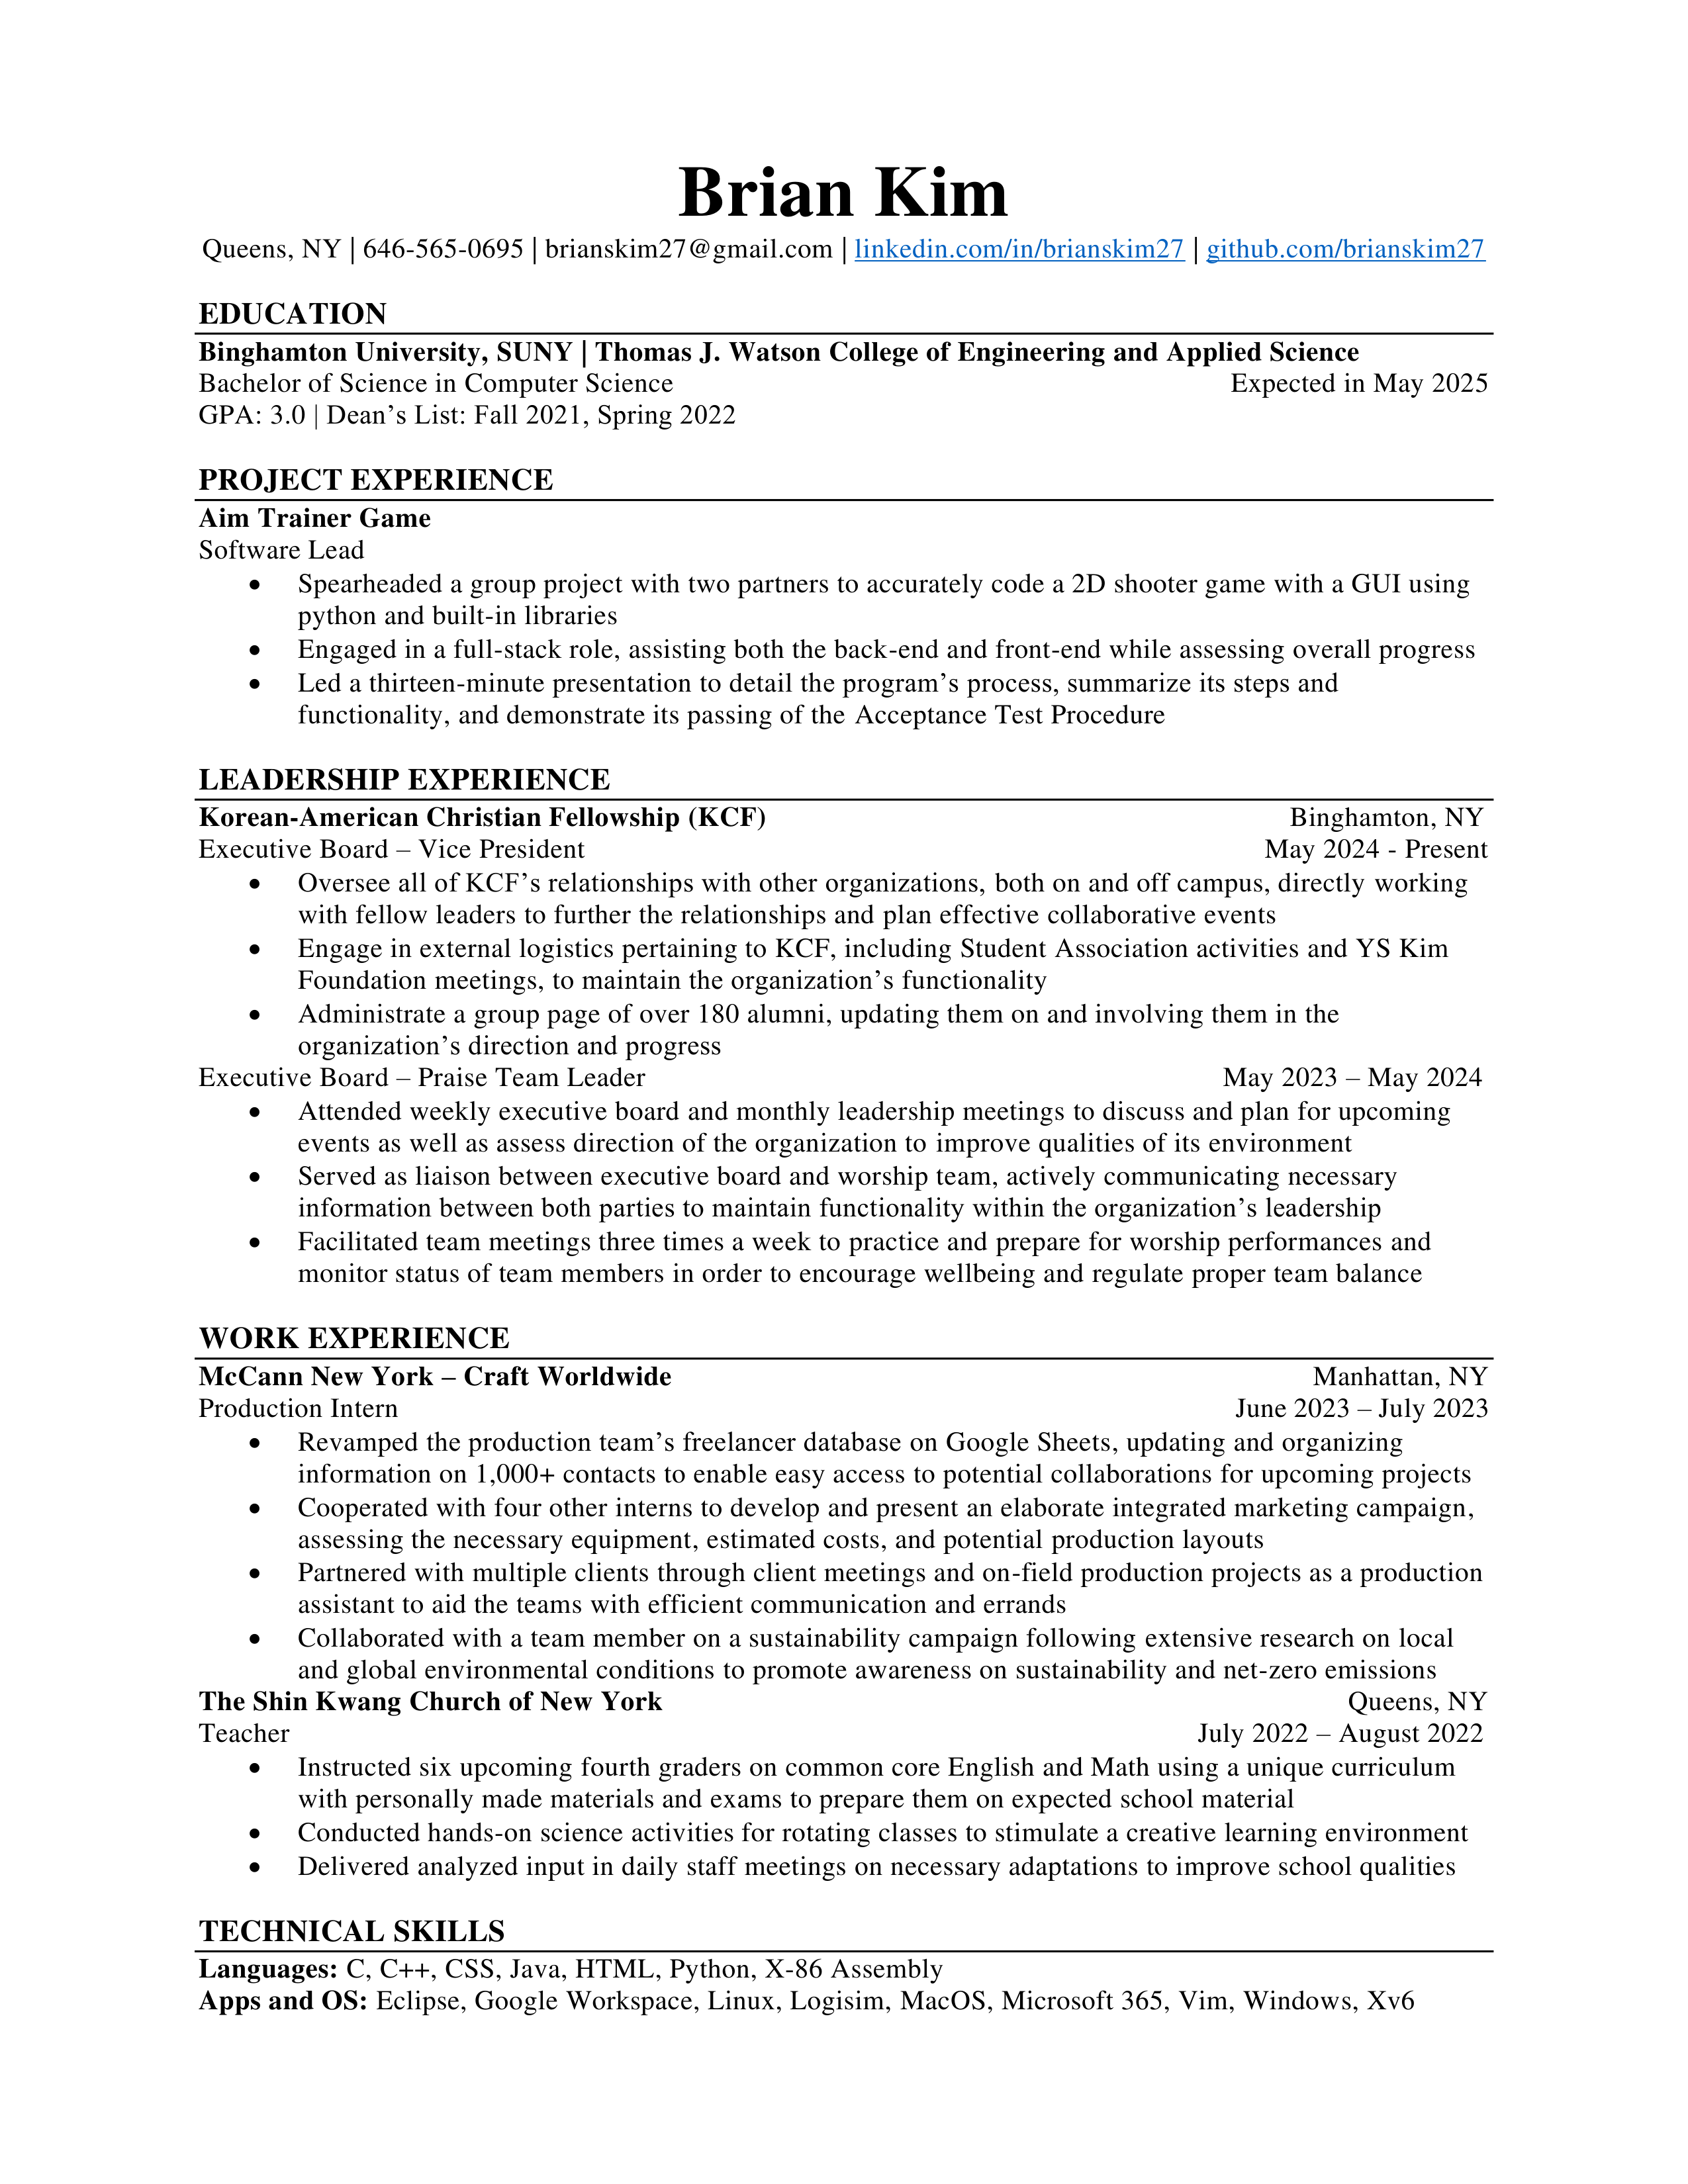 Brian Kim
Queens, NY | 646-565-0695 | brianskim27@gmail.com | linkedin.com/in/brianskim27 | github.com/brianskim27
EDUCATION
Binghamton University, SUNY | Thomas J. Watson College of Engineering and Applied Science
Bachelor of Science in Computer Science Expected in May 2025
GPA: 3.0 | Dean’s List: Fall 2021, Spring 2022
PROJECT EXPERIENCE
Aim Trainer Game
Software Lead
• Spearheaded a group project with two partners to accurately code a 2D shooter game with a GUI using
python and built-in libraries
• Engaged in a full-stack role, assisting both the back-end and front-end while assessing overall progress
• Led a thirteen-minute presentation to detail the program’s process, summarize its steps and
functionality, and demonstrate its passing of the Acceptance Test Procedure
LEADERSHIP EXPERIENCE
Korean-American Christian Fellowship (KCF) Binghamton, NY
Executive Board – Vice President May 2024 - Present
• Oversee all of KCF’s relationships with other organizations, both on and off campus, directly working
with fellow leaders to further the relationships and plan effective collaborative events
• Engage in external logistics pertaining to KCF, including Student Association activities and YS Kim
Foundation meetings, to maintain the organization’s functionality
• Administrate a group page of over 180 alumni, updating them on and involving them in the
organization’s direction and progress
Executive Board – Praise Team Leader May 2023 – May 2024
• Attended weekly executive board and monthly leadership meetings to discuss and plan for upcoming
events as well as assess direction of the organization to improve qualities of its environment
• Served as liaison between executive board and worship team, actively communicating necessary
information between both parties to maintain functionality within the organization’s leadership
• Facilitated team meetings three times a week to practice and prepare for worship performances and
monitor status of team members in order to encourage wellbeing and regulate proper team balance
WORK EXPERIENCE
McCann New York – Craft Worldwide Manhattan, NY
Production Intern June 2023 – July 2023
• Revamped the production team’s freelancer database on Google Sheets, updating and organizing
information on 1,000+ contacts to enable easy access to potential collaborations for upcoming projects
• Cooperated with four other interns to develop and present an elaborate integrated marketing campaign,
assessing the necessary equipment, estimated costs, and potential production layouts
• Partnered with multiple clients through client meetings and on-field production projects as a production
assistant to aid the teams with efficient communication and errands
• Collaborated with a team member on a sustainability campaign following extensive research on local
and global environmental conditions to promote awareness on sustainability and net-zero emissions
The Shin Kwang Church of New York Queens, NY
Teacher July 2022 – August 2022
• Instructed six upcoming fourth graders on common core English and Math using a unique curriculum
with personally made materials and exams to prepare them on expected school material
• Conducted hands-on science activities for rotating classes to stimulate a creative learning environment
• Delivered analyzed input in daily staff meetings on necessary adaptations to improve school qualities
TECHNICAL SKILLS
Languages: C, C++, CSS, Java, HTML, Python, X-86 Assembly
Apps and OS: Eclipse, Google Workspace, Linux, Logisim, MacOS, Microsoft 365, Vim, Windows, Xv6